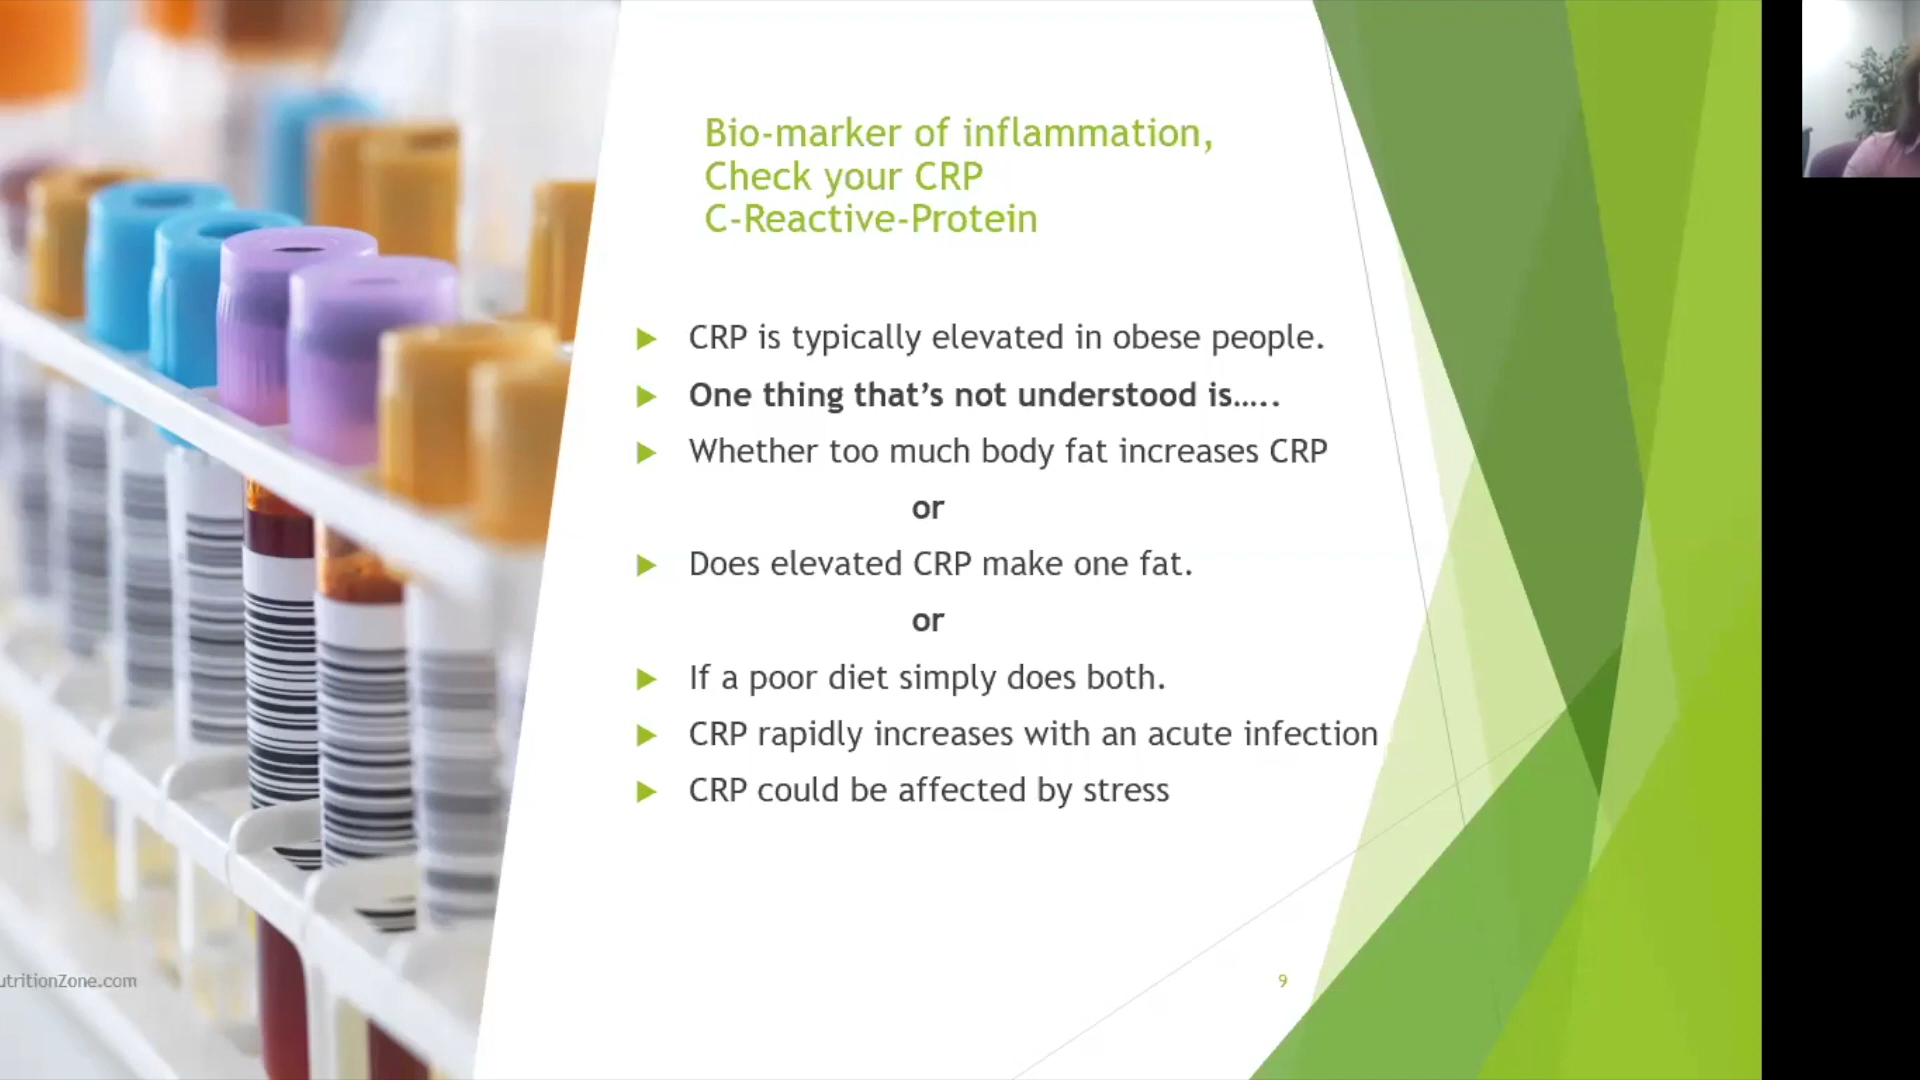 Bio-marker of inflammation,
Check your CRP
C-Reactive-Protein
CRP is typically elevated in obese people.
One thing that’s not understood is…..
Whether too much body fat increases CRP
or
Does elevated CRP make one fat.
or
If a poor diet simply does both.
CRP rapidly increases with an acute infection
CRP could be affected by stress
utritionZone.com
9